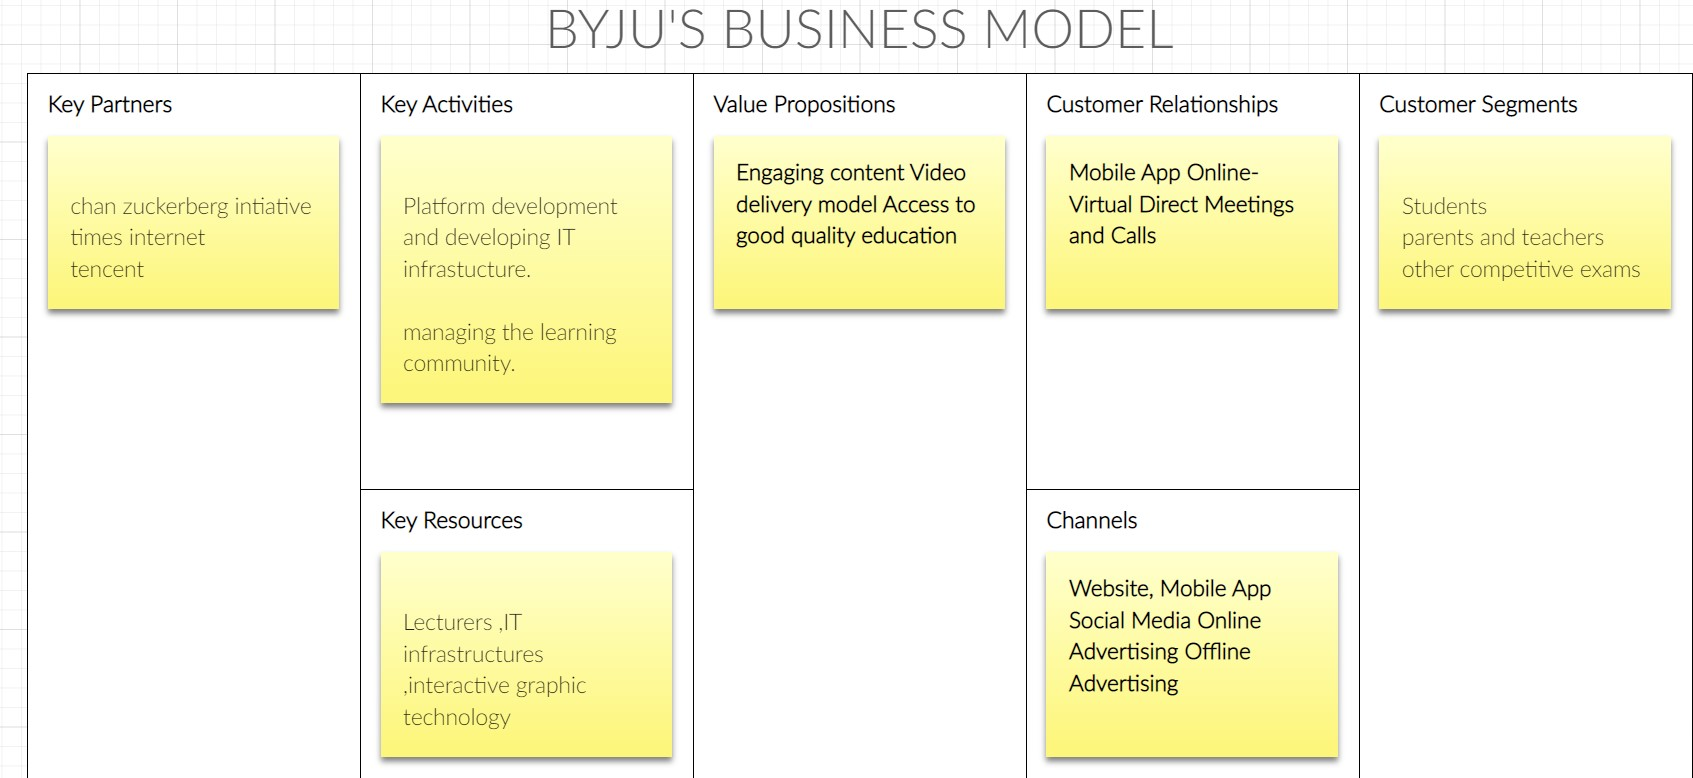 BYJU'S BUSINESS MODEL
Key Partners
chan zuckerberg intiative
times internet
tencent
Key Activities
Platform development
and developing IT
infrastucture.
managing the learning
community.
Key Resources
Lecturers ,IT
infrastructures
,interactive graphic
technology
Value Propositions
Engaging content Video
delivery model Access to
good quality education
Customer Relationships
Mobile App Online-
Virtual Direct Meetings
and Calls
Channels
Website, Mobile App
Social Media Online
Advertising Offline
Advertising
Customer Segments
Students
parents and teachers
other competitive exams